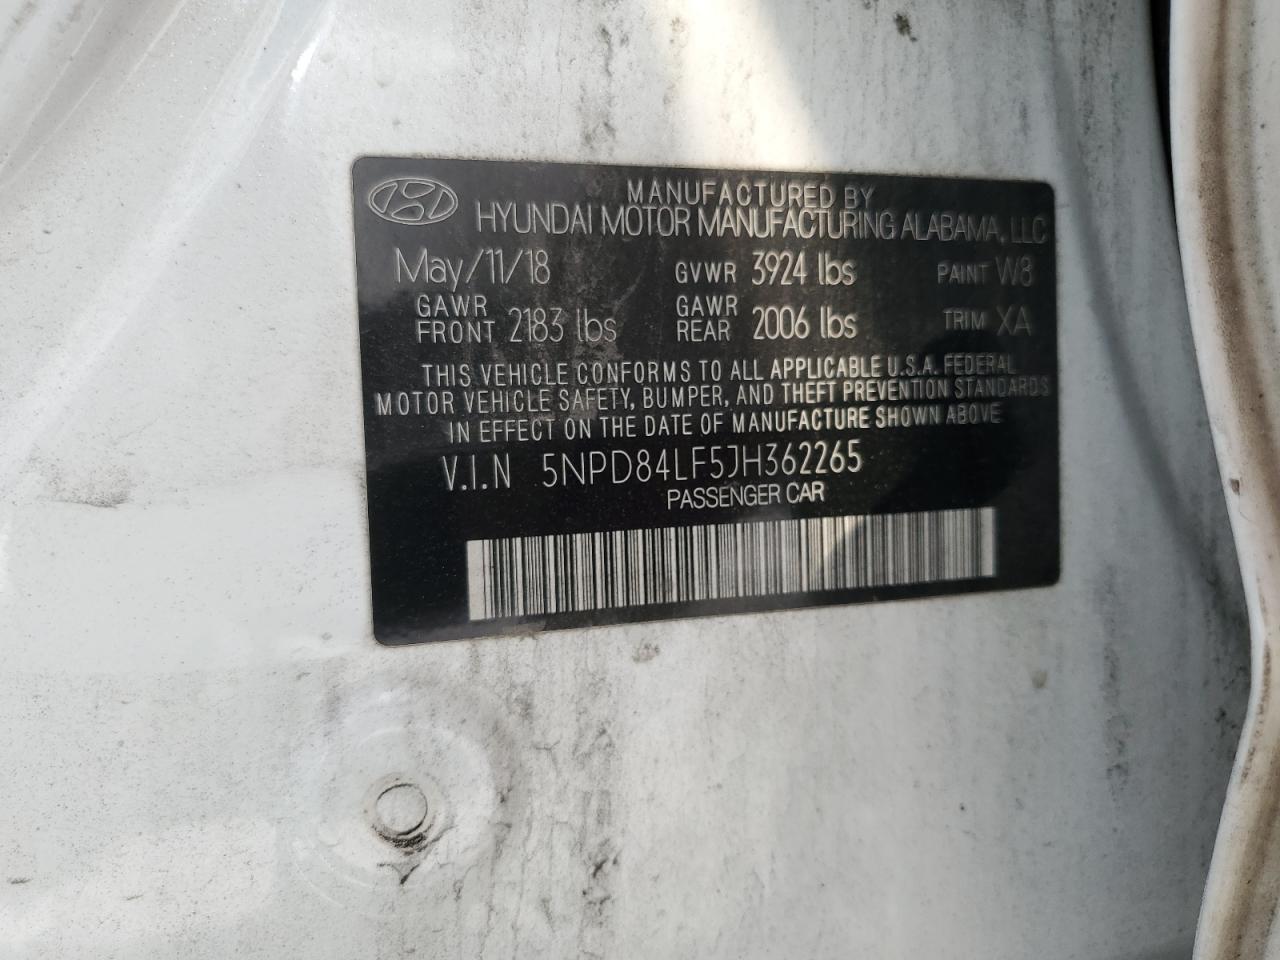 MANUFACTURED BY
HYUNDAI MOTOR MANUFACTURING ALABAMA, LLC
May/11/18 GVWR 3924 lbs PAINT W8
GAWR FRONT 2183 lbs GAWR REAR 2006 lbs TRIM XA
THIS VEHICLE CONFORMS TO ALL APPLICABLE U.S.A. FEDERAL
MOTOR VEHICLE SAFETY, BUMPER, AND THEFT PREVENTION STANDARDS
IN EFFECT ON THE DATE OF MANUFACTURE SHOWN ABOVE
V.I.N 5NPD84LF5JH362265
PASSENGER CAR